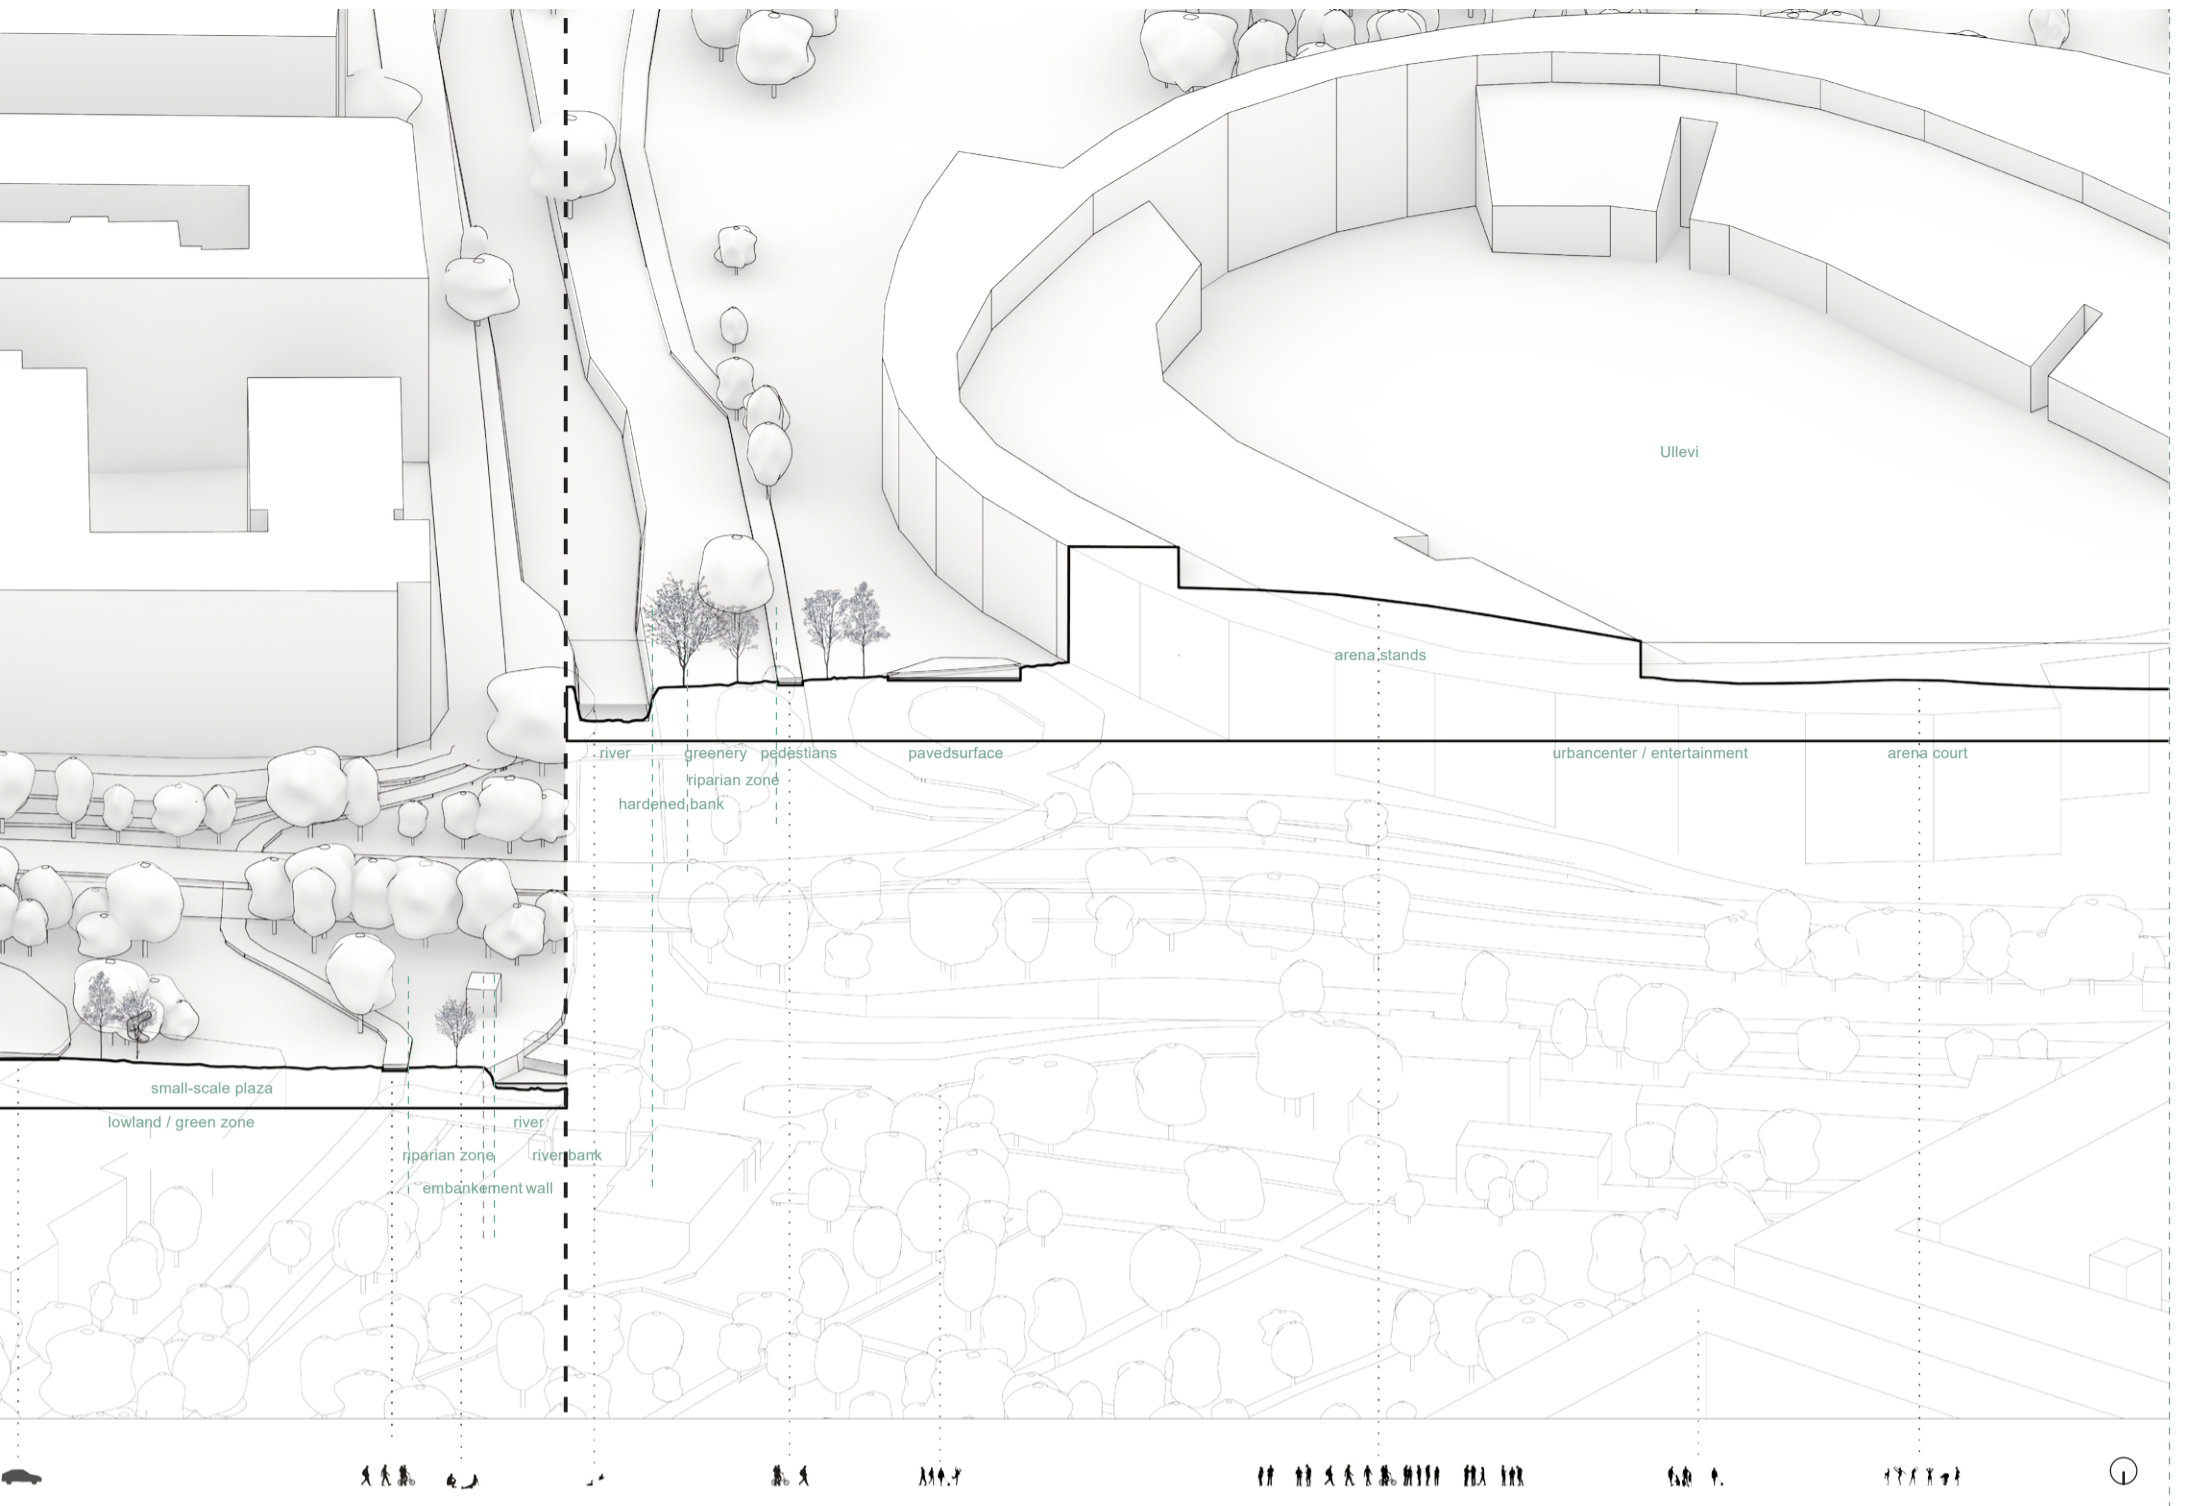 Ullevi
arena stands
river
greenery
pedestians
pavedsurface
urbancenter / entertainment
arena court
riparian zone
hardened bank
small-scale plaza
lowland / green zone
river
riparian zone
river bank
embankement wall